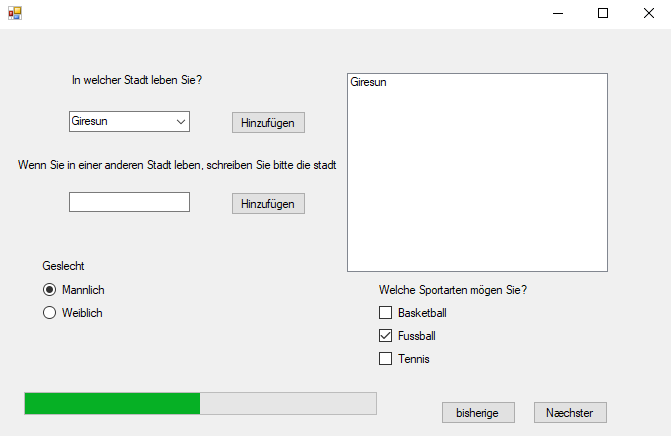 In welcher Stadt leben Sie?
Giresun
Hinzufügen
Wenn Sie in einer anderen Stadt leben, schreiben Sie bitte die stadt
Hinzufügen
Giresun
Geslecht
Mannlich
Weiblich
Welche Sportarten mögen Sie?
Basketball
Fussball
Tennis
bisherige
Næchster